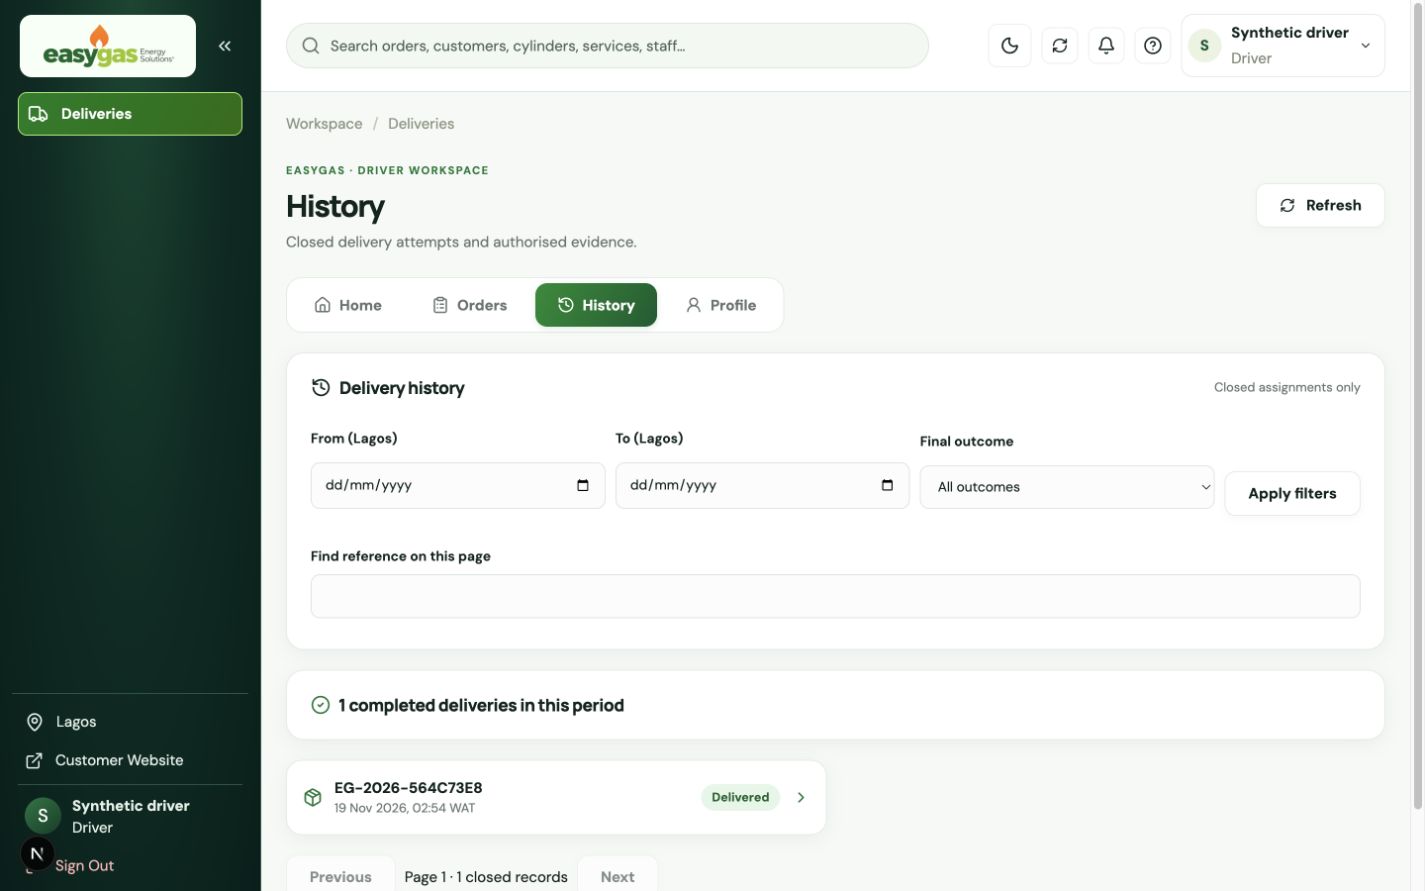 easygas Energy Solutions
Search orders, customers, cylinders, services, staff...
S
Synthetic driver
Driver
Deliveries
Workspace / Deliveries
EASYGAS · DRIVER WORKSPACE
History
Refresh
Closed delivery attempts and authorised evidence.
Home
Orders
History
Profile
Delivery history
Closed assignments only
From (Lagos)
To (Lagos)
Final outcome
dd/mm/yyyy
dd/mm/yyyy
All outcomes
Apply filters
Find reference on this page
1 completed deliveries in this period
EG-2026-564C73E8
19 Nov 2026, 02:54 WAT
Delivered
Previous
Page 1 · 1 closed records
Next
Lagos
Customer Website
S
Synthetic driver
Driver
N
Sign Out